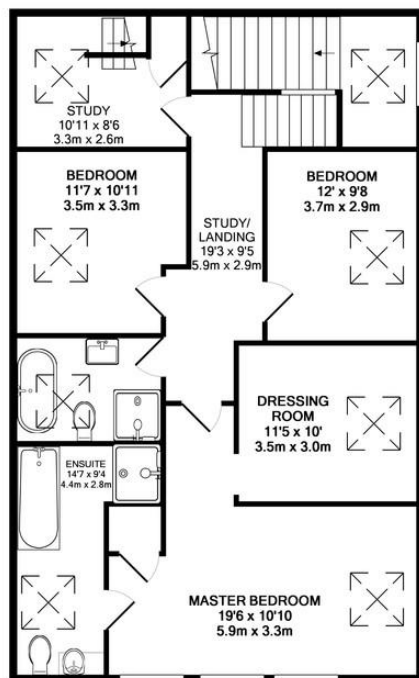 STUDY
10'11 x 8'6
3.3m x 2.6m
BEDROOM
11'7 x 10'11
3.5m x 3.3m
BEDROOM
12' x 9'8
3.7m x 2.9m
STUDY/
LANDING
19'3 x 9'5
5.9m x 2.9m
DRESSING
ROOM
11'5 x 10'
3.5m x 3.0m
ENSUITE
14'7 x 9'4
4.4m x 2.8m
MASTER BEDROOM
19'6 x 10'10
5.9m x 3.3m